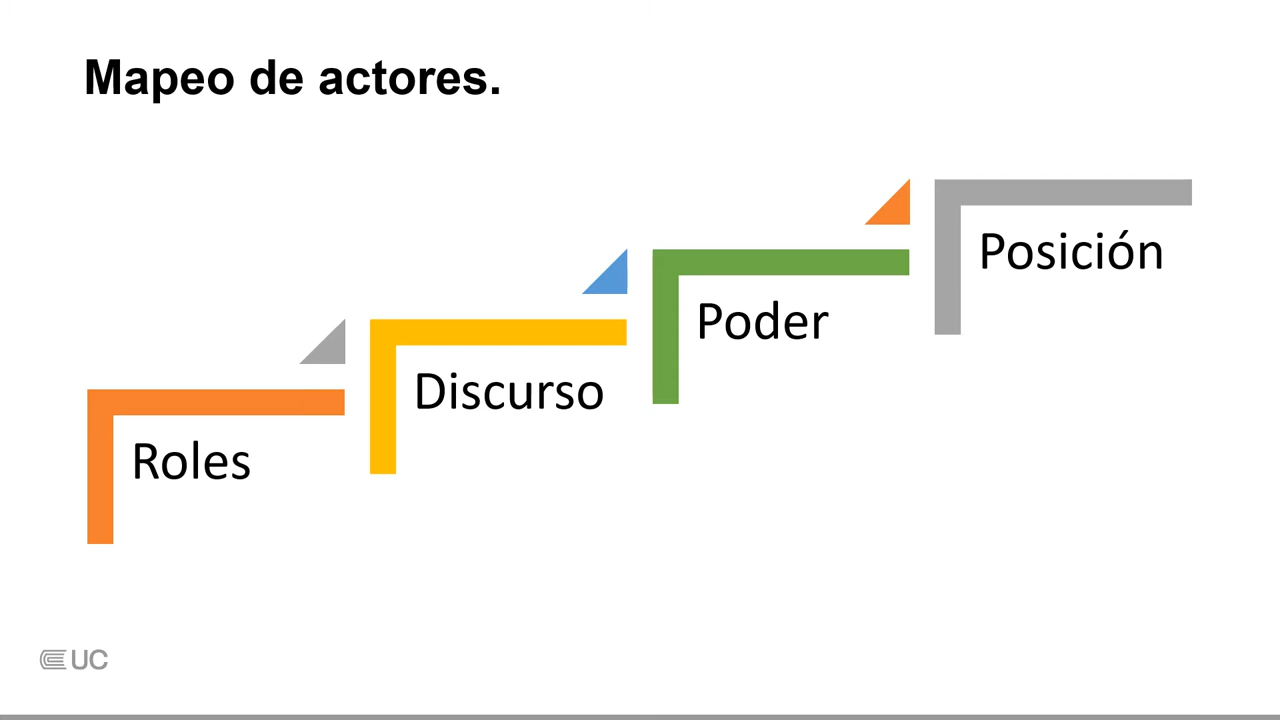 Mapeo de actores.
Roles
Discurso
Poder
Posición
UC